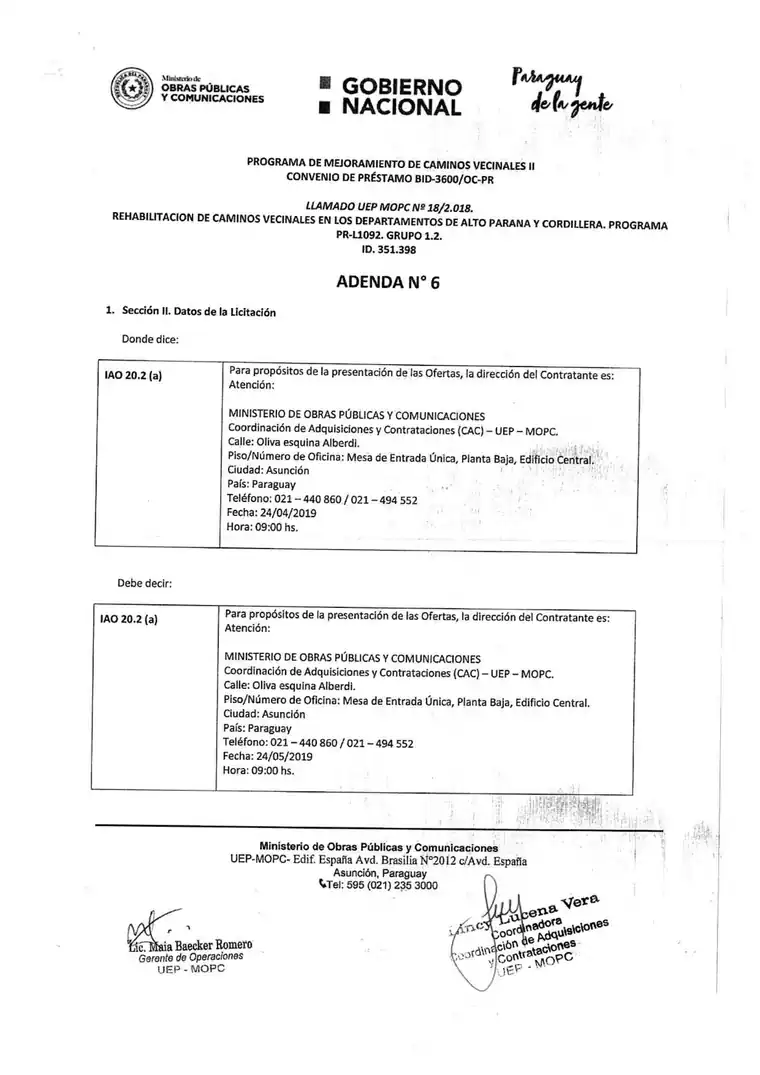 Ministerio de
OBRAS PÚBLICAS
Y COMUNICACIONES
GOBIERNO
NACIONAL
Paraguay
de la gente
PROGRAMA DE MEJORAMIENTO DE CAMINOS VECINALES II
CONVENIO DE PRÉSTAMO BID-3600/OC-PR
LLAMADO UEP MOPC Nº 18/2.018.
REHABILITACION DE CAMINOS VECINALES EN LOS DEPARTAMENTOS DE ALTO PARANA Y CORDILLERA. PROGRAMA
PR-L1092. GRUPO 1.2.
ID. 351.398
ADENDA N° 6
1. Sección II. Datos de la Licitación
Donde dice:
IAO 20.2 (a)
Para propósitos de la presentación de las Ofertas, la dirección del Contratante es:
Atención:
MINISTERIO DE OBRAS PÚBLICAS Y COMUNICACIONES
Coordinación de Adquisiciones y Contrataciones (CAC) – UEP – MOPC.
Calle: Oliva esquina Alberdi.
Piso/Número de Oficina: Mesa de Entrada Única, Planta Baja, Edificio Central.
Ciudad: Asunción
País: Paraguay
Teléfono: 021 – 440 860 / 021 – 494 552
Fecha: 24/04/2019
Hora: 09:00 hs.
Debe decir:
IAO 20.2 (a)
Para propósitos de la presentación de las Ofertas, la dirección del Contratante es:
Atención:
MINISTERIO DE OBRAS PÚBLICAS Y COMUNICACIONES
Coordinación de Adquisiciones y Contrataciones (CAC) – UEP – MOPC.
Calle: Oliva esquina Alberdi.
Piso/Número de Oficina: Mesa de Entrada Única, Planta Baja, Edificio Central.
Ciudad: Asunción
País: Paraguay
Teléfono: 021 – 440 860 / 021 – 494 552
Fecha: 24/05/2019
Hora: 09:00 hs.
Ministerio de Obras Públicas y Comunicaciones
UEP-MOPC- Edif. España Avd. Brasilia N°2012 c/Avd. España
Asunción, Paraguay
Tel: 595 (021) 235 3000
Lic. Maia Baecker Romero
Gerente de Operaciones
UEP - MOPC
Lucena Vera
Coordinadora
Coordinación de Adquisiciones
y Contrataciones
UEP - MOPC